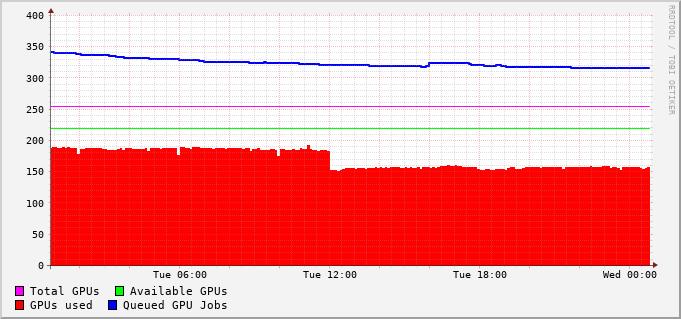 400
350
300
250
200
150
100
50
0
Tue 06:00 Tue 12:00 Tue 18:00 Wed 00:00
Total GPUs Available GPUs
GPUs used Queued GPU Jobs
RRDTOOL / TOBI OETIKER